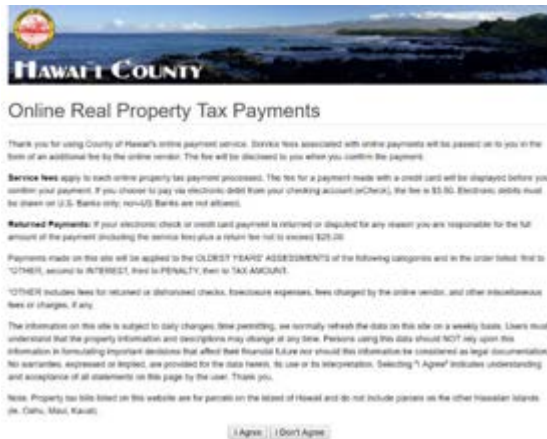 HAWAI'I COUNTY
Online Real Property Tax Payments
Thank you for using County of Hawai'i's online payment service. Service fees associated with online payments will be passed on to you in the
form of an additional fee by the online vendor. The fee will be disclosed to you when you confirm the payment.
Service fees apply to each online property tax payment processed. The fee for a payment made with a credit card will be displayed before you
confirm your payment. If you choose to pay via electronic debit from your checking account (eCheck), the fee is Electronic debits must
be drawn on U.S. Banks only; non-US Banks are not allowed.
Returned Payments: If your electronic check or credit card payment is returned or disputed for any reason you are responsible for the full
amount of the payment (including the service fee) plus a return fee not to exceed $25.00.
Payments made on this site will be applied to the OLDEST YEARS' ASSESSMENTS of the following categories and in the order listed: first to
*OTHER, second to INTEREST, third to PENALTY, then to TAX AMOUNT.
*OTHER includes fees for returned or dishonored checks, foreclosure expenses, fees charged by the online vendor, and other miscellaneous
fees or charges, if any.
The information on this site is subject to daily changes; time permitting, we normally refresh the data on this site on a weekly basis. Users must
understand that the property information and descriptions may change at any time. Persons using this data should NOT rely upon this
information in formulating important decisions that affect their financial future nor should this information be considered as legal documentation.
No warranties, expressed or implied, are provided for the data herein, its use or its interpretation. Selecting "I Agree" indicates understanding
and acceptance of all statements on this page by the user. Thank you.
Note: Property tax bills listed on this website are for parcels on the island of Hawaii and do not include parcels on the other Hawaiian Islands
(ie. Oahu, Maui, Kauai).
I Agree I Don't Agree